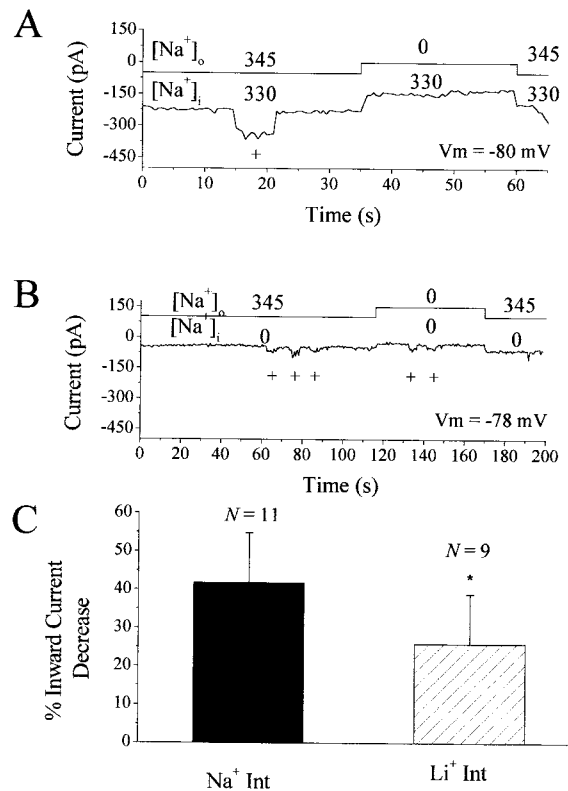 A
Current (pA)
150
0
-150
-300
-450
[Na⁺]ₒ
345
0
345
[Na⁺]ᵢ
330
330
330
+
Vm = -80 mV
0
10
20
30
40
50
60
Time (s)
B
Current (pA)
150
0
-150
-300
-450
[Na⁺]ₒ
345
0
345
[Na⁺]ᵢ
0
0
0
+ + + + +
Vm = -78 mV
0 20 40 60 80 100 120 140 160 180 200
Time (s)
C
% Inward Current
Decrease
60
50
40
30
20
10
0
N = 11
N = 9
*
Na⁺ Int
Li⁺ Int